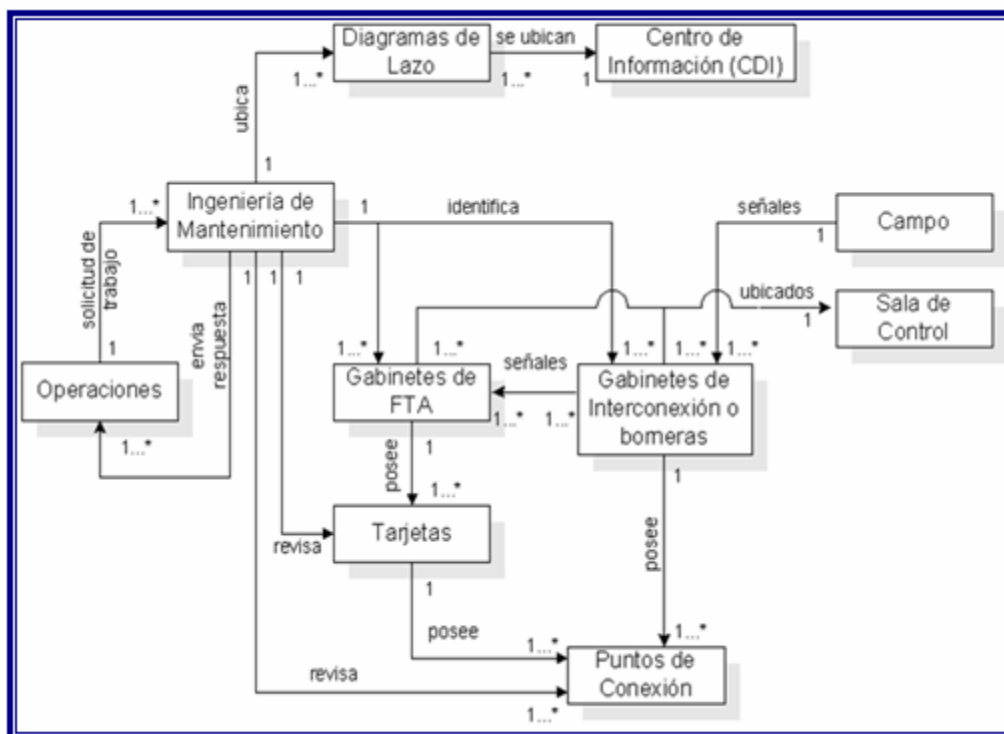 Diagramas de
Lazo
se ubican
Centro de
Información (CDI)
1...*
1...*
1
ubica
1
1...*
Ingeniería de
Mantenimiento
1
identifica
señales
1
Campo
solicitud de
trabajo
1
1
1
1
envia
respuesta
ubicados
1
Sala de
Control
1
1...*
1...*
1...*
1...*
1...*
Operaciones
Gabinetes de
FTA
señales
Gabinetes de
Interconexión o
borneras
1...*
1...*
1...*
1
1
posee
1...*
revisa
Tarjetas
posee
1
posee
1...*
1...*
revisa
Puntos de
Conexión
1...*